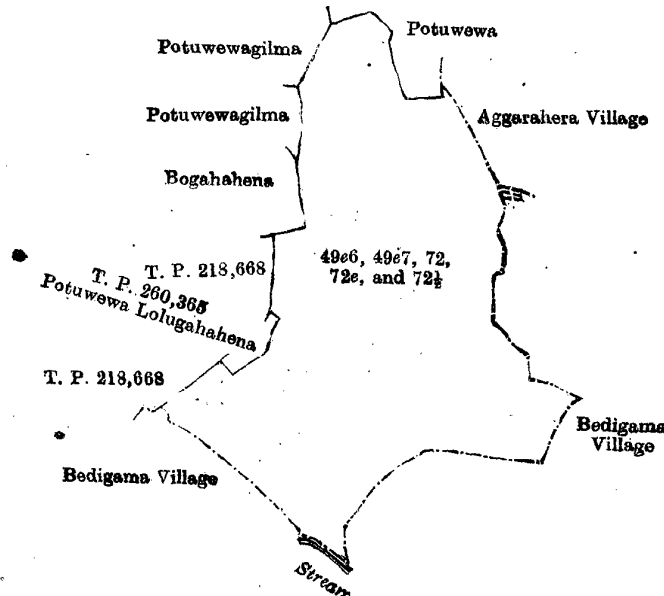 Potuwewagilma
Potuwewa
Potuwewagilma
Aggarahera Village
Bogahahena
T. P. 218,668
49e6, 49e7, 72,
72e, and 72½
T. P. 260,365
Potuwewa Lolugahahena
T. P. 218,668
Bedigama
Village
Bedigama Village
Stream